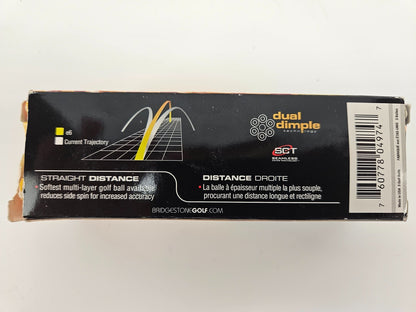 e6
Current Trajectory
dual
dimple
technology
SCT
SEAMLESS
STRAIGHT DISTANCE
• Softest multi-layer golf ball available
reduces side spin for increased accuracy
DISTANCE DROITE
• La balle à épaisseur multiple la plus souple,
procurant une distance longue et rectiligne
BRIDGESTONEGOLF.COM
7 60778 04974 7